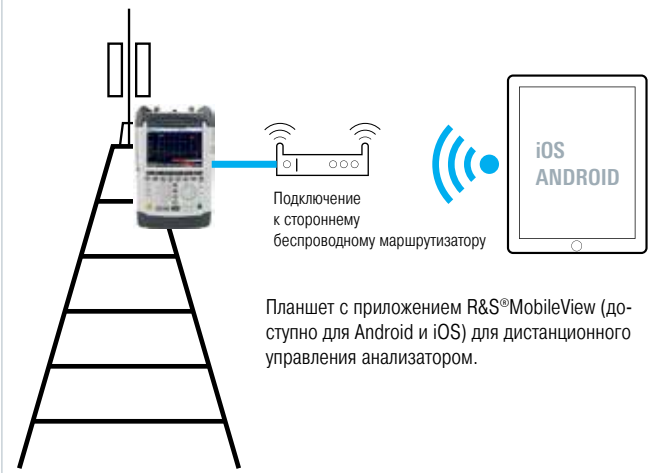 iOS
ANDROID
Подключение
к стороннему
беспроводному маршрутизатору
Планшет с приложением R&S®MobileView (до-
ступно для Android и iOS) для дистанционного
управления анализатором.